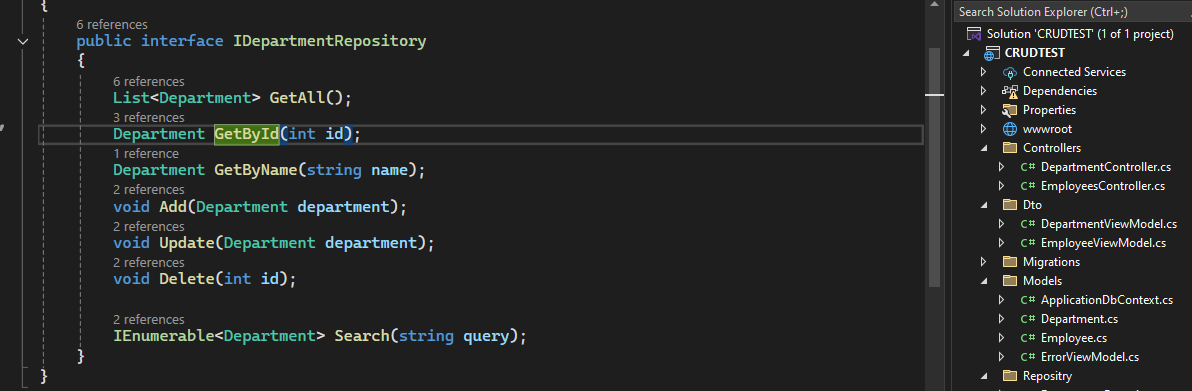 {
6 references
public interface IDepartmentRepository
{
6 references
List<Department> GetAll();
3 references
Department GetById(int id);
1 reference
Department GetByName(string name);
2 references
void Add(Department department);
2 references
void Update(Department department);
2 references
void Delete(int id);
2 references
IEnumerable<Department> Search(string query);
}
}
Search Solution Explorer (Ctrl+;)
Solution 'CRUDTEST' (1 of 1 project)
CRUDTEST
Connected Services
Dependencies
Properties
wwwroot
Controllers
C# DepartmentController.cs
C# EmployeesController.cs
Dto
C# DepartmentViewModel.cs
C# EmployeeViewModel.cs
Migrations
Models
C# ApplicationDbContext.cs
C# Department.cs
C# Employee.cs
C# ErrorViewModel.cs
Repositry